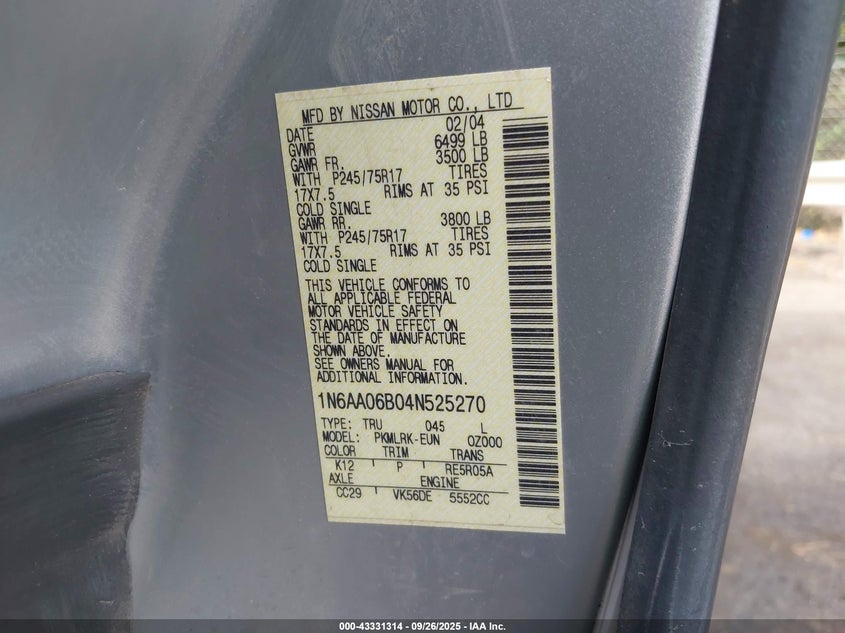 MFD BY NISSAN MOTOR CO., LTD
DATE 02/04
GVWR 6499 LB
GAWR FR. 3500 LB
WITH P245/75R17 TIRES
17X7.5 RIMS AT 35 PSI
COLD SINGLE
GAWR RR. 3800 LB
WITH P245/75R17 TIRES
17X7.5 RIMS AT 35 PSI
COLD SINGLE
THIS VEHICLE CONFORMS TO
ALL APPLICABLE FEDERAL
MOTOR VEHICLE SAFETY
STANDARDS IN EFFECT ON
THE DATE OF MANUFACTURE
SHOWN ABOVE.
SEE OWNERS MANUAL FOR
ADDITIONAL INFORMATION.
1N6AA06B04N525270
TYPE: TRU 045 L
MODEL: PKMLRK-EUN 0Z000
COLOR TRIM TRANS
K12 P RE5R05A
AXLE ENGINE
CC29 VK56DE 5552CC
000-43331314 - 09/26/2025 - IAA Inc.